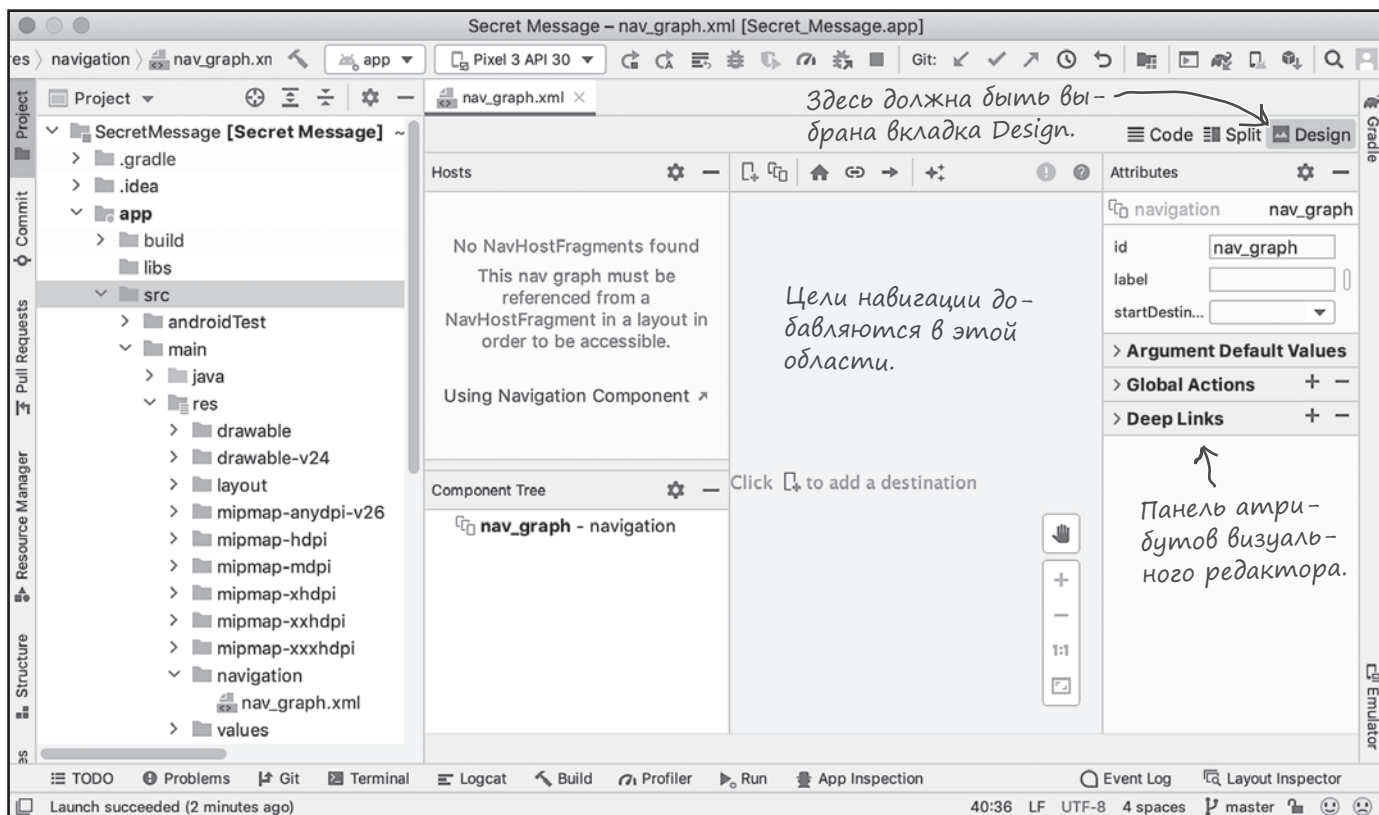 Secret Message – nav_graph.xml [Secret_Message.app]
res
navigation
nav_graph.xn
app
Pixel 3 API 30
Git:
Project
nav_graph.xml
Здесь должна быть вы-
брана вкладка Design.
Code
Split
Design
Project
Commit
Pull Requests
Resource Manager
Structure
SecretMessage [Secret Message] ~
.gradle
.idea
app
build
libs
src
androidTest
main
java
res
drawable
drawable-v24
layout
mipmap-anydpi-v26
mipmap-hdpi
mipmap-mdpi
mipmap-xhdpi
mipmap-xxhdpi
mipmap-xxxhdpi
navigation
nav_graph.xml
values
Hosts
No NavHostFragments found
This nav graph must be
referenced from a
NavHostFragment in a layout in
order to be accessible.
Using Navigation Component
Component Tree
nav_graph - navigation
Цели навигации до-
бавляются в этой
области.
Click to add a destination
1:1
Attributes
navigation nav_graph
id nav_graph
label
startDestin...
Argument Default Values
Global Actions
Deep Links
Панель атри-
бутов визуаль-
ного редактора.
Gradle
Emulator
TODO
Problems
Git
Terminal
Logcat
Build
Profiler
Run
App Inspection
Event Log
Layout Inspector
Launch succeeded (2 minutes ago)
40:36 LF UTF-8 4 spaces master